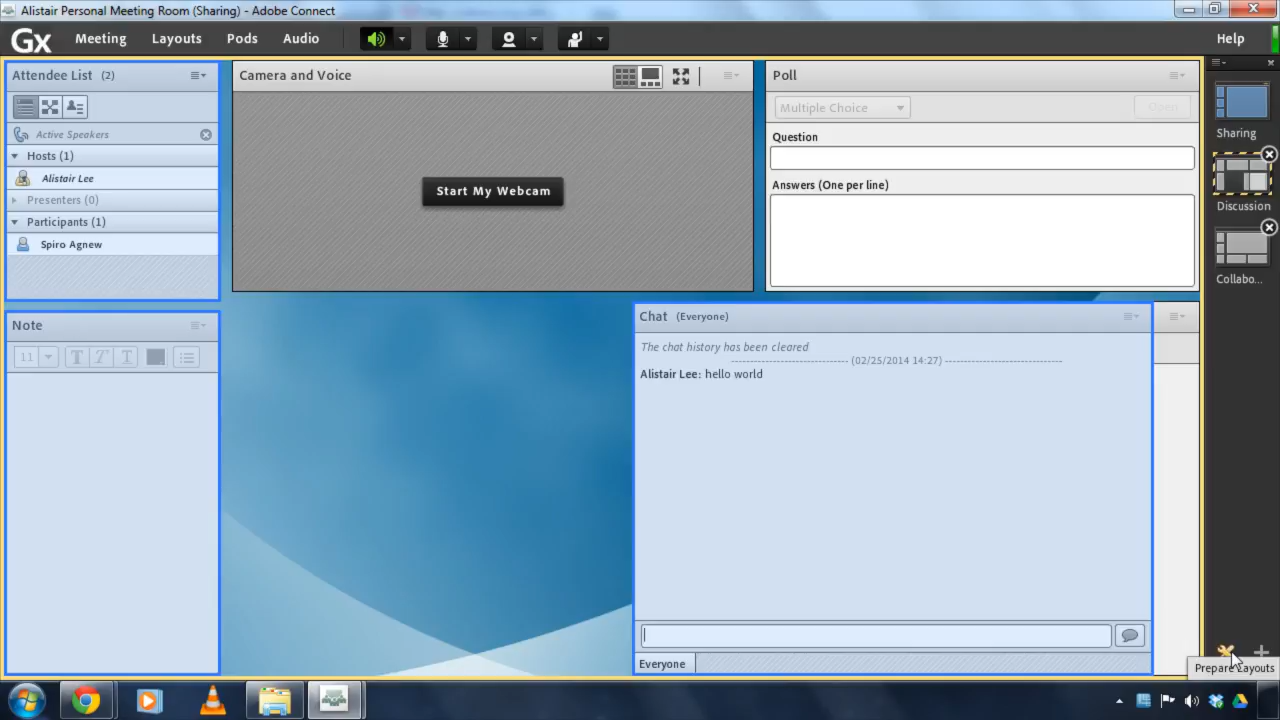 Alistair Personal Meeting Room (Sharing) - Adobe Connect
Gx Meeting Layouts Pods Audio Help
Attendee List (2)
Active Speakers
Hosts (1)
Alistair Lee
Presenters (0)
Participants (1)
Spiro Agnew
Camera and Voice
Start My Webcam
Poll
Multiple Choice Open
Question
Answers (One per line)
Sharing
Discussion
Collabo...
Note
11 T T T
Chat (Everyone)
The chat history has been cleared
(02/25/2014 14:27)
Alistair Lee: hello world
Everyone
Prepare Layouts